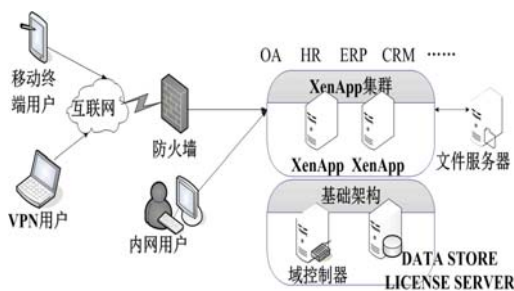 OA HR ERP CRM ……
移动终
端用户
互联网
XenApp集群
防火墙
XenApp XenApp
文件服务器
VPN用户
内网用户
基础架构
域控制器
DATA STORE
LICENSE SERVER